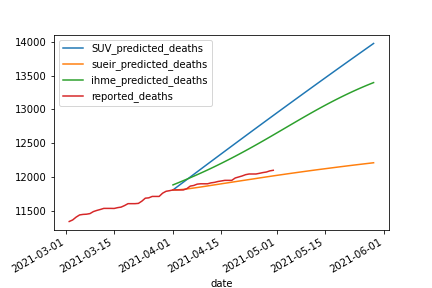 14000
13500
13000
12500
12000
11500
SUV_predicted_deaths
sueir_predicted_deaths
ihme_predicted_deaths
reported_deaths
2021-03-01
2021-03-15
2021-04-01
2021-04-15
2021-05-01
2021-05-15
2021-06-01
date